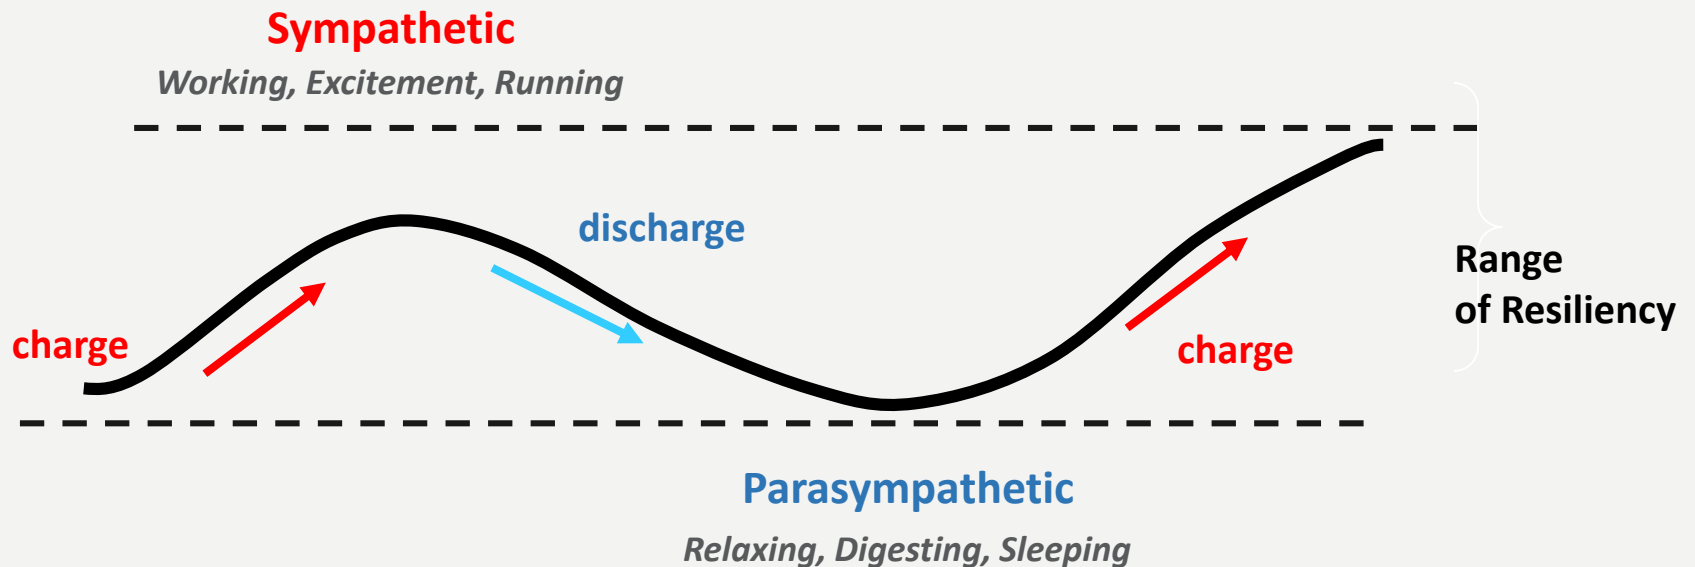 Sympathetic
Working, Excitement, Running
discharge
Range
of Resiliency
charge
charge
Parasympathetic
Relaxing, Digesting, Sleeping